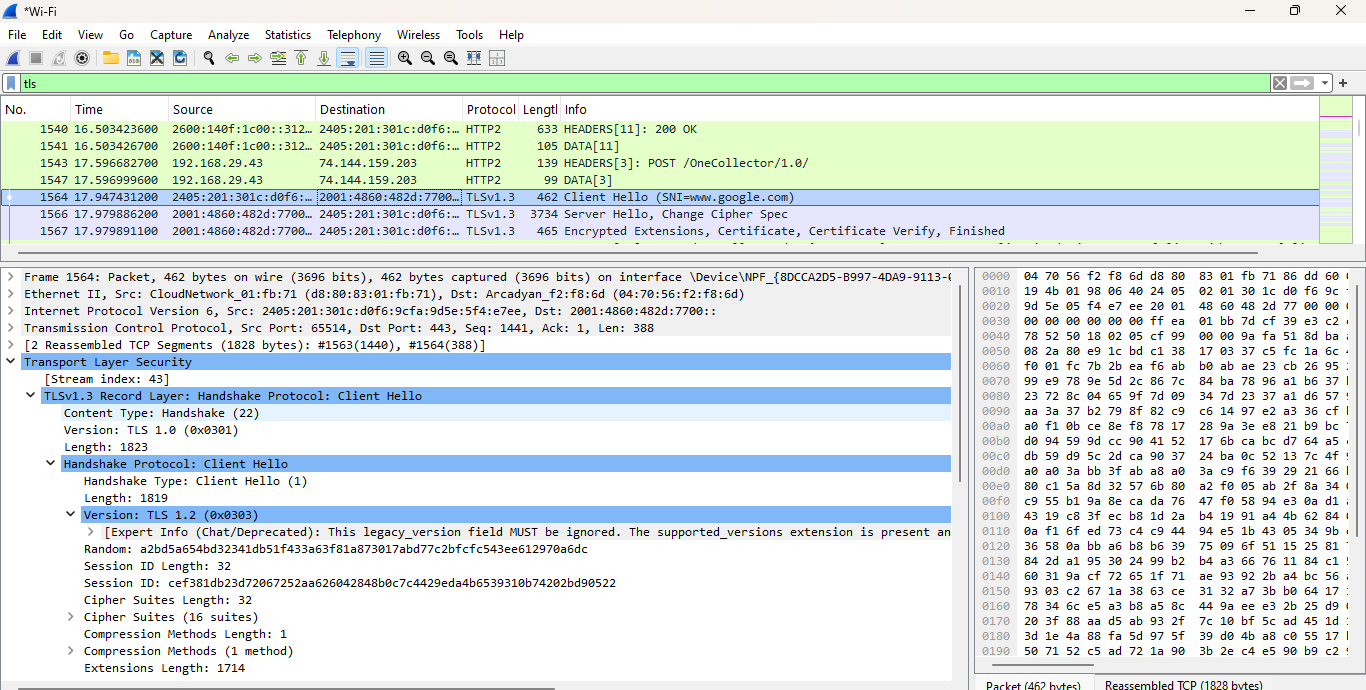 *Wi-Fi
File Edit View Go Capture Analyze Statistics Telephony Wireless Tools Help
tls
No. Time Source Destination Protocol Lengtl Info
1540 16.503423600 2600:140f:1c00::312… 2405:201:301c:d0f6:… HTTP2 633 HEADERS[11]: 200 OK
1541 16.503426700 2600:140f:1c00::312… 2405:201:301c:d0f6:… HTTP2 105 DATA[11]
1543 17.596682700 192.168.29.43 74.144.159.203 HTTP2 139 HEADERS[3]: POST /OneCollector/1.0/
1547 17.596999600 192.168.29.43 74.144.159.203 HTTP2 99 DATA[3]
1564 17.947431200 2405:201:301c:d0f6:… 2001:4860:482d:7700… TLSv1.3 462 Client Hello (SNI=www.google.com)
1566 17.979886200 2001:4860:482d:7700… 2405:201:301c:d0f6:… TLSv1.3 3734 Server Hello, Change Cipher Spec
1567 17.979891100 2001:4860:482d:7700… 2405:201:301c:d0f6:… TLSv1.3 465 Encrypted Extensions, Certificate, Certificate Verify, Finished
Frame 1564: Packet, 462 bytes on wire (3696 bits), 462 bytes captured (3696 bits) on interface \Device\NPF_{8DCCA2D5-B997-4DA9-9113-
Ethernet II, Src: CloudNetwork_01:fb:71 (d8:80:83:01:fb:71), Dst: Arcadyan_f2:f8:6d (04:70:56:f2:f8:6d)
Internet Protocol Version 6, Src: 2405:201:301c:d0f6:9cfa:9d5e:5f4:e7ee, Dst: 2001:4860:482d:7700::
Transmission Control Protocol, Src Port: 65514, Dst Port: 443, Seq: 1441, Ack: 1, Len: 388
[2 Reassembled TCP Segments (1828 bytes): #1563(1440), #1564(388)]
Transport Layer Security
[Stream index: 43]
TLSv1.3 Record Layer: Handshake Protocol: Client Hello
Content Type: Handshake (22)
Version: TLS 1.0 (0x0301)
Length: 1823
Handshake Protocol: Client Hello
Handshake Type: Client Hello (1)
Length: 1819
Version: TLS 1.2 (0x0303)
[Expert Info (Chat/Deprecated): This legacy_version field MUST be ignored. The supported_versions extension is present an
Random: a2bd5a654bd32341db51f433a63f81a873017abd77c2bfcfc543ee612970a6dc
Session ID Length: 32
Session ID: cef381db23d72067252aa626042848b0c7c4429eda4b6539310b74202bd90522
Cipher Suites Length: 32
Cipher Suites (16 suites)
Compression Methods Length: 1
Compression Methods (1 method)
Extensions Length: 1714
0000 04 70 56 f2 f8 6d d8 80 83 01 fb 71 86 dd 60
0010 19 4b 01 98 06 40 24 05 02 01 30 1c d0 f6 9c
0020 9d 5e 05 f4 e7 ee 20 01 48 60 48 2d 77 00 00
0030 00 00 00 00 00 00 ff ea 01 bb 7d cf 39 e3 c2
0040 78 52 50 18 02 05 cf 99 00 00 9a fa 51 8d ba
0050 08 2a 80 e9 1c bd c1 38 17 03 37 c5 fc 1a 6c
0060 f0 01 fc 7b 2b ea f6 ab b0 ab ae 23 cb 26 95
0070 99 e9 78 9e 5d 2c 86 7c 84 ba 78 96 a1 b6 37
0080 23 72 8c 04 65 9f 7d 09 34 7d 23 37 a1 d6 57
0090 aa 3a 37 b2 79 8f 82 c9 c6 14 97 e2 a3 36 cf
00a0 a0 f1 0b ce 8e f8 78 17 28 9a 3e e8 21 b9 bc
00b0 d0 94 59 9d cc 90 41 52 17 6b ca bc d7 64 a5
00c0 db 59 d9 5c 2d ca 90 37 24 ba 0c 52 13 7c 4f
00d0 a0 a0 3a bb 3f ab a8 a0 3a c9 f6 39 29 21 66
00e0 80 c1 5a 8d 32 57 6b 80 a2 f0 05 ab 2f 8a 34
00f0 c9 55 b1 9a 8e ca da 76 47 f0 58 94 e3 0a d1
0100 43 19 c8 3f ec b8 1d 2a b4 19 91 a4 4b 62 84
0110 0a f1 6f ed 73 c4 c9 44 94 e5 1b 43 05 34 9b
0120 36 58 0a bb a6 b8 b6 39 75 09 6f 51 15 25 81
0130 84 2d a1 95 30 24 99 b2 b4 a3 66 76 11 84 c1
0140 60 31 9a cf 72 65 1f 71 ae 93 92 2b a4 bc 56
0150 93 03 c2 67 1a 38 63 ce 31 32 a7 3b b0 64 17
0160 78 34 6c e5 a3 b8 a5 8c 44 9a ee e3 2b 25 d9
0170 20 3f 88 aa d5 ab 93 2f 7c 10 bf 5c ad 45 1d
0180 3d 1e 4a 88 fa 5d 97 5f 39 d0 4b a8 c0 55 17
0190 50 71 52 c5 ad 72 1a 90 3b 2e c4 e5 90 b9 c2
Packet (462 bytes) Reassembled TCP (1828 bytes)